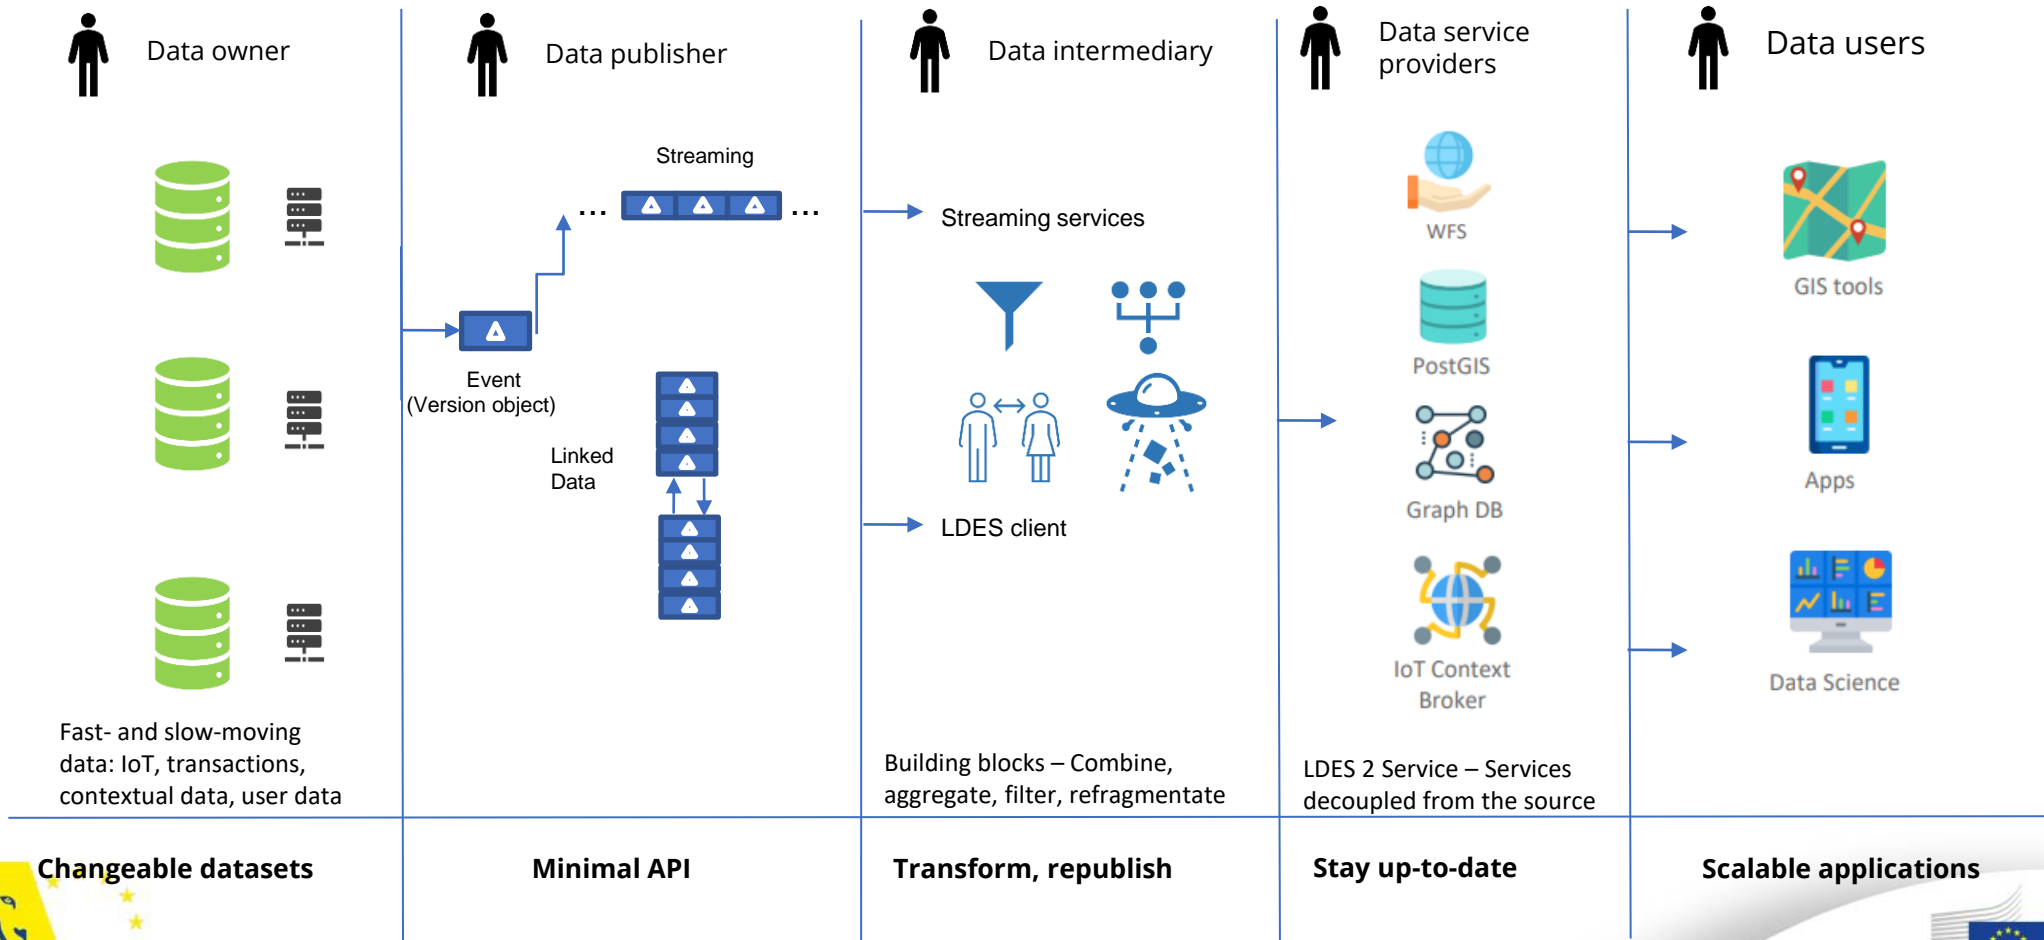 Data owner
Data publisher
Data intermediary
Data service
providers
Data users
Streaming
...
...
Event
(Version object)
Linked
Data
Streaming services
LDES client
WFS
PostGIS
Graph DB
IoT Context
Broker
GIS tools
Apps
Data Science
Fast- and slow-moving
data: IoT, transactions,
contextual data, user data
Building blocks – Combine,
aggregate, filter, refragmentate
LDES 2 Service – Services
decoupled from the source
Changeable datasets
Minimal API
Transform, republish
Stay up-to-date
Scalable applications